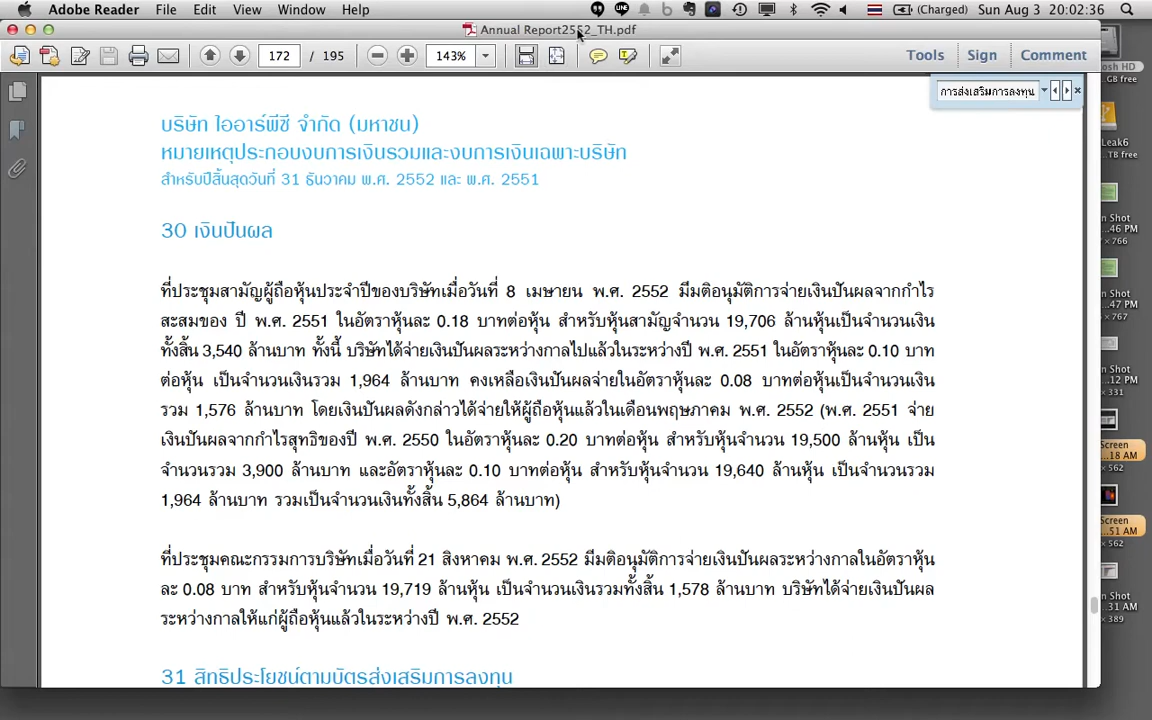 Adobe Reader File Edit View Window Help (Charged) Sun Aug 3 20:02:36
Annual Report2552_TH.pdf
172 / 195 143% Tools Sign Comment
การส่งเสริมการลงทุน
บริษัท ไออาร์พีซี จำกัด (มหาชน)
หมายเหตุประกอบงบการเงินรวมและงบการเงินเฉพาะบริษัท
สำหรับปีสิ้นสุดวันที่ 31 ธันวาคม พ.ศ. 2552 และ พ.ศ. 2551
30 เงินปันผล
ที่ประชุมสามัญผู้ถือหุ้นประจำปีของบริษัทเมื่อวันที่ 8 เมษายน พ.ศ. 2552 มีมติอนุมัติการจ่ายเงินปันผลจากกำไร
สะสมของ ปี พ.ศ. 2551 ในอัตราหุ้นละ 0.18 บาทต่อหุ้น สำหรับหุ้นสามัญจำนวน 19,706 ล้านหุ้นเป็นจำนวนเงิน
ทั้งสิ้น 3,540 ล้านบาท ทั้งนี้ บริษัทได้จ่ายเงินปันผลระหว่างกาลไปแล้วในระหว่างปี พ.ศ. 2551 ในอัตราหุ้นละ 0.10 บาท
ต่อหุ้น เป็นจำนวนเงินรวม 1,964 ล้านบาท คงเหลือเงินปันผลจ่ายในอัตราหุ้นละ 0.08 บาทต่อหุ้นเป็นจำนวนเงิน
รวม 1,576 ล้านบาท โดยเงินปันผลดังกล่าวได้จ่ายให้ผู้ถือหุ้นแล้วในเดือนพฤษภาคม พ.ศ. 2552 (พ.ศ. 2551 จ่าย
เงินปันผลจากกำไรสุทธิของปี พ.ศ. 2550 ในอัตราหุ้นละ 0.20 บาทต่อหุ้น สำหรับหุ้นจำนวน 19,500 ล้านหุ้น เป็น
จำนวนรวม 3,900 ล้านบาท และอัตราหุ้นละ 0.10 บาทต่อหุ้น สำหรับหุ้นจำนวน 19,640 ล้านหุ้น เป็นจำนวนรวม
1,964 ล้านบาท รวมเป็นจำนวนเงินทั้งสิ้น 5,864 ล้านบาท)
ที่ประชุมคณะกรรมการบริษัทเมื่อวันที่ 21 สิงหาคม พ.ศ. 2552 มีมติอนุมัติการจ่ายเงินปันผลระหว่างกาลในอัตราหุ้น
ละ 0.08 บาท สำหรับหุ้นจำนวน 19,719 ล้านหุ้น เป็นจำนวนเงินรวมทั้งสิ้น 1,578 ล้านบาท บริษัทได้จ่ายเงินปันผล
ระหว่างกาลให้แก่ผู้ถือหุ้นแล้วในระหว่างปี พ.ศ. 2552
31 สิทธิประโยชน์ตามบัตรส่งเสริมการลงทุน
osh HD
GB free
Leak6
TB free
n Shot
...46 PM
× 766
n Shot
...47 PM
×767
n Shot
...12 PM
× 331
Screen
...18 AM
× 562
Screen
...51 AM
× 562
n Shot
...31 AM
× 389